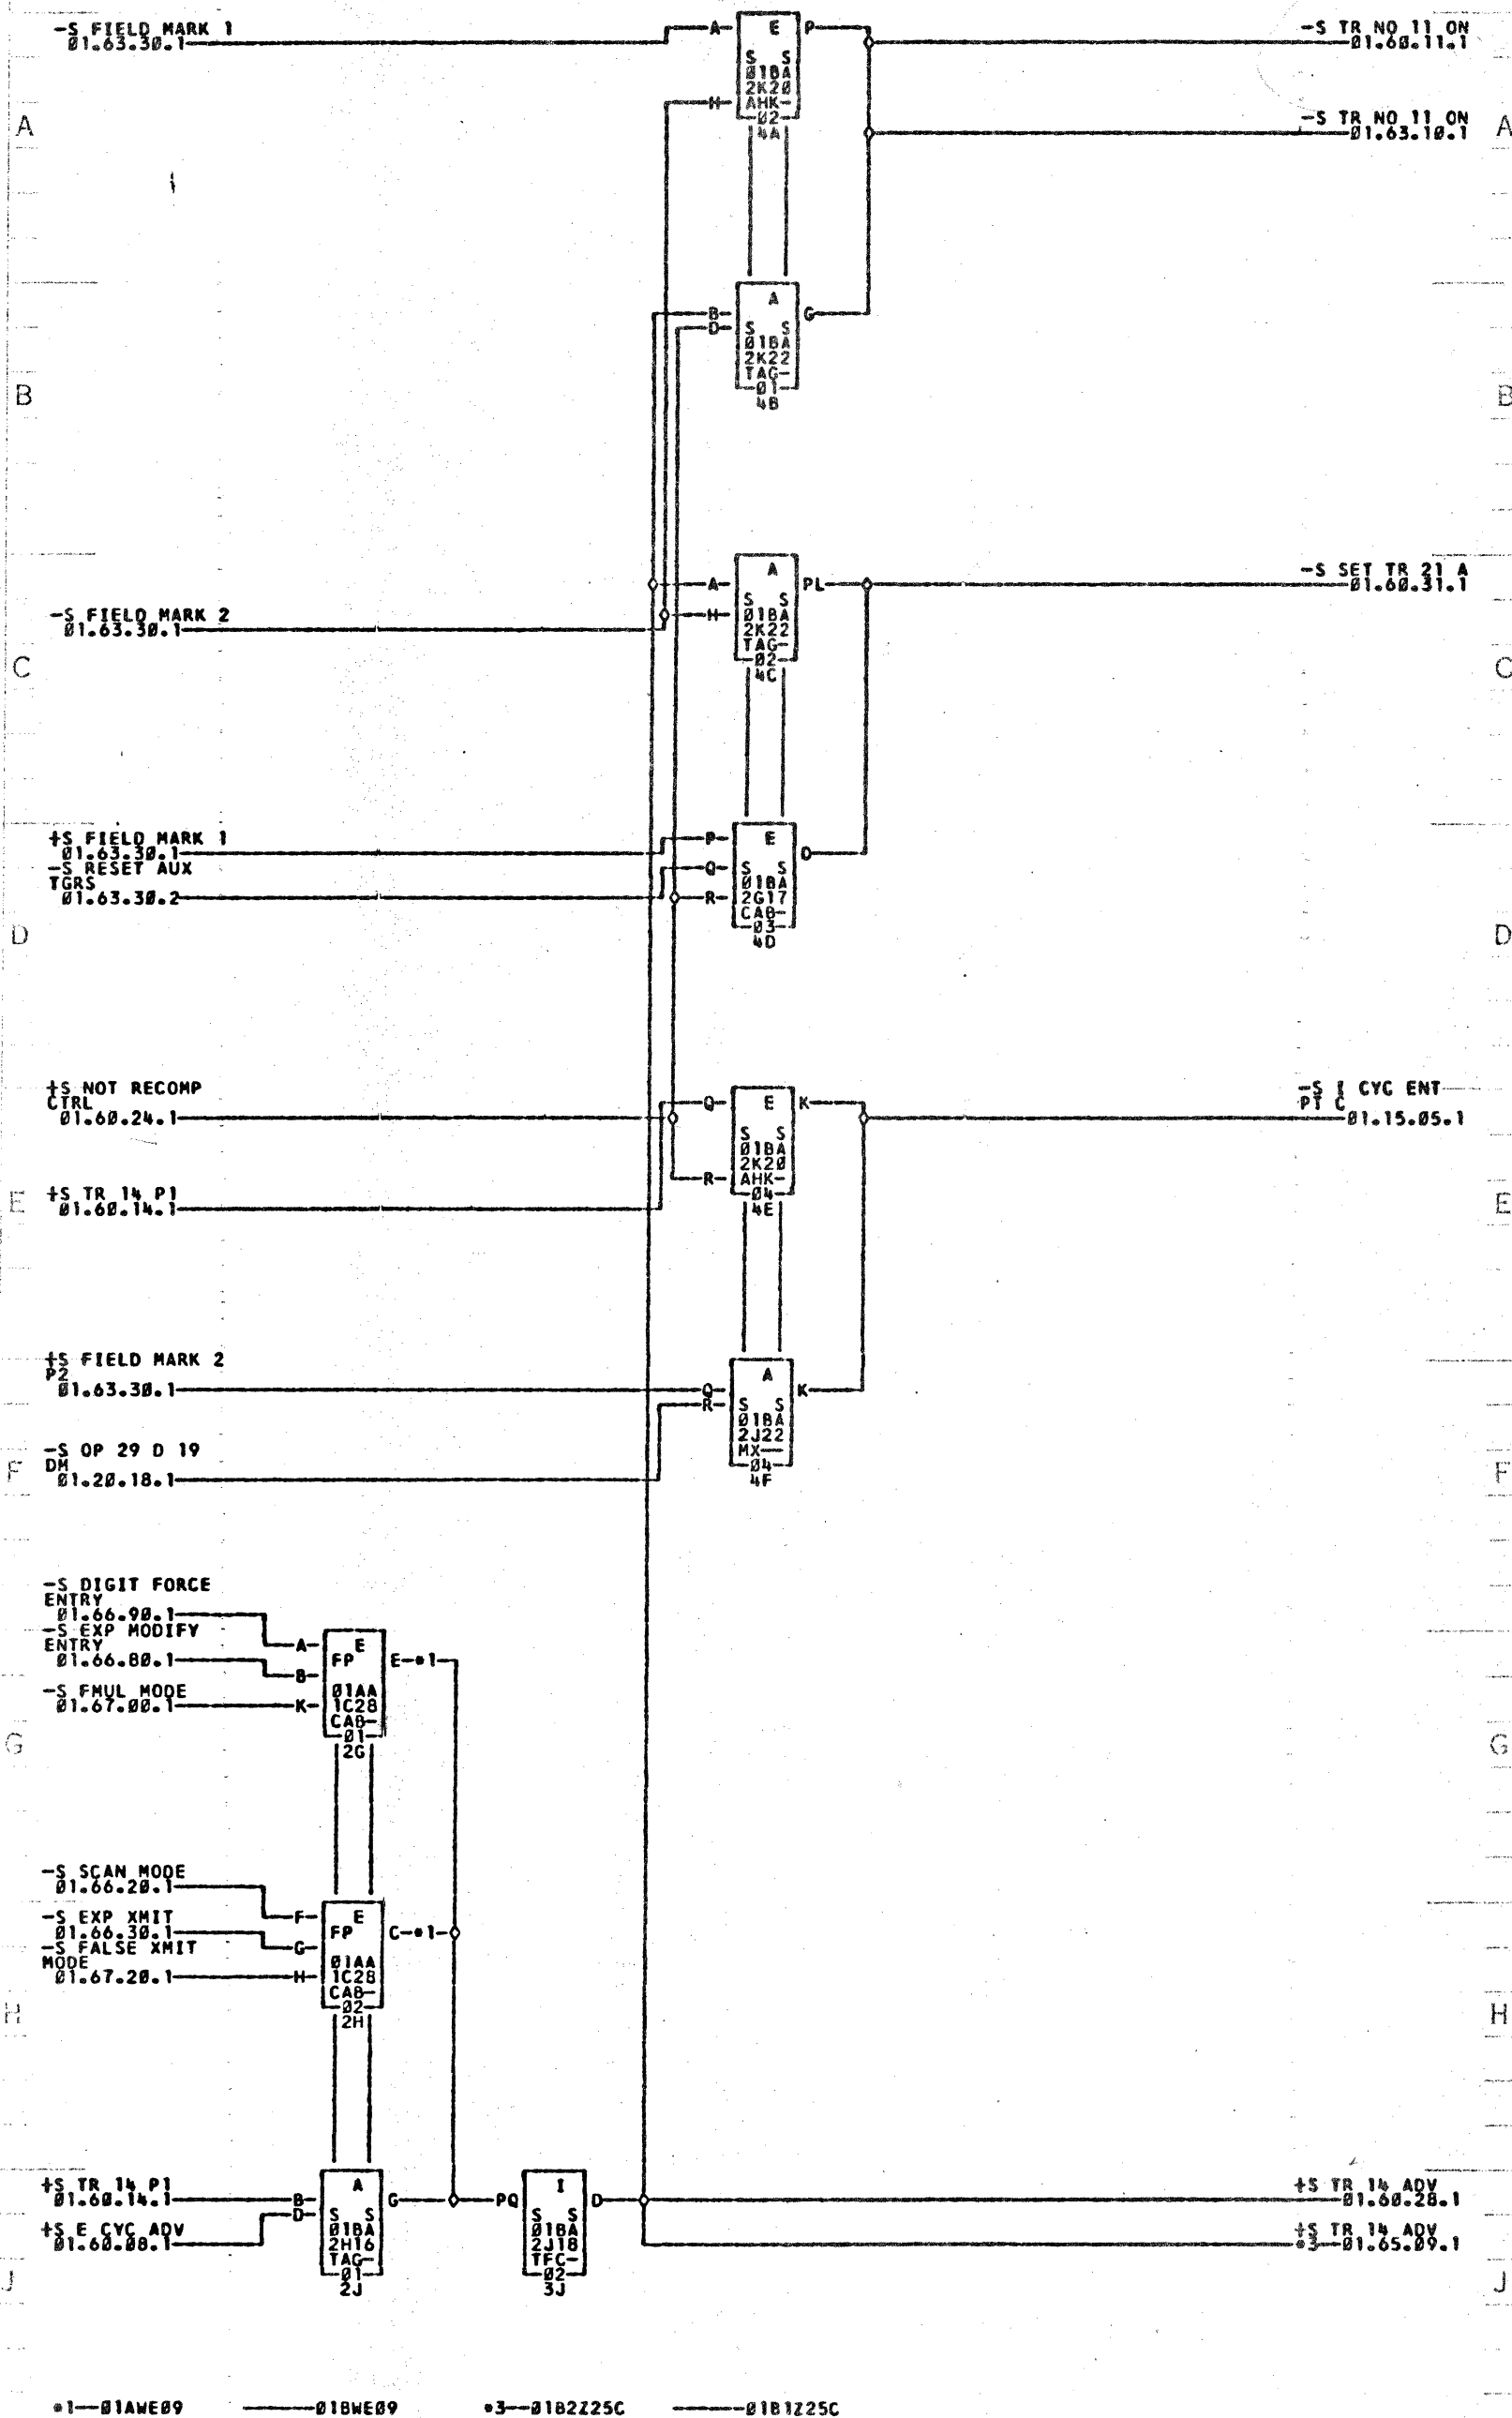 -S FIELD MARK 1
01.63.30.1
A
E
P
-S TR NO 11 ON
01.60.11.1
S S
01BA
2K20
H
AHK-
02
4A
A
-S TR NO 11 ON
01.63.10.1
A
A
B
D
G
S S
01BA
2K22
TAG-
01
4B
B
B
A
A
PL
-S SET TR 21 A
01.60.31.1
-S FIELD MARK 2
01.63.30.1
H
S S
01BA
2K22
TAG-
02
4C
C
C
+S FIELD MARK 1
01.63.30.1
-S RESET AUX
TGRS
01.63.30.2
P
Q
R
E
D
S S
01BA
2G17
CAB-
03
4D
D
D
+S NOT RECOMP
CTRL
01.60.24.1
Q
E
K
-S I CYC ENT
PT C
01.15.05.1
S S
01BA
2K20
R
AHK-
04
4E
E
+S TR 14 P1
01.60.14.1
E
+S FIELD MARK 2
P2
01.63.30.1
Q
R
A
K
S S
01BA
2J22
MX--
04
4F
-S OP 29 D 19
DM
01.20.18.1
F
F
-S DIGIT FORCE
ENTRY
01.66.90.1
-S EXP MODIFY
ENTRY
01.66.80.1
-S FMUL MODE
01.67.00.1
A
B
K
E
FP
E-*1
01AA
1C28
CAB-
01
2G
G
G
-S SCAN MODE
01.66.20.1
-S EXP XMIT
01.66.30.1
-S FALSE XMIT
MODE
01.67.20.1
F
G
H
E
FP
C-*1
01AA
1C28
CAB-
02
2H
H
H
+S TR 14 P1
01.60.14.1
+S E CYC ADV
01.60.08.1
B
D
A
G
S S
01BA
2H16
TAG-
01
2J
PQ
I
D
S S
01BA
2J18
TFC-
02
3J
+S TR 14 ADV
01.60.28.1
+S TR 14 ADV
*3-01.65.09.1
J
J
*1--01AWE09 ------01BWE09 *3--01B2Z25C ------01B1Z25C